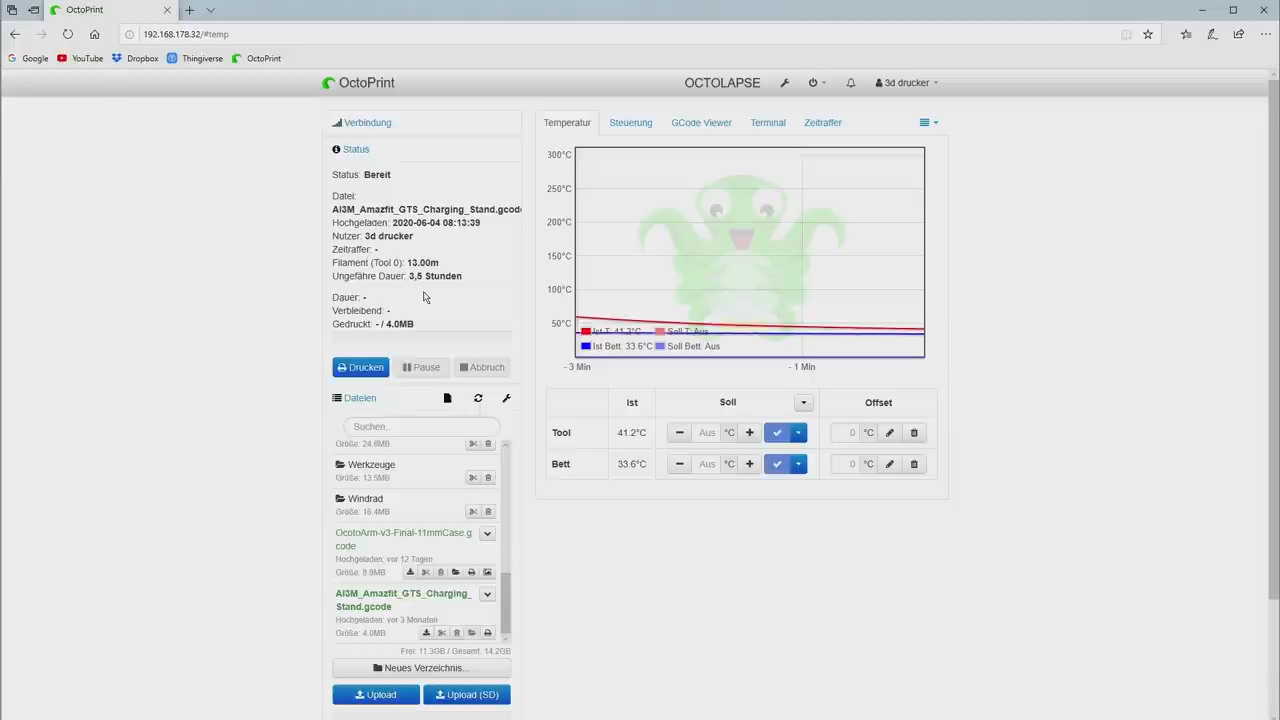 OctoPrint
192.168.178.32/#temp
Google YouTube Dropbox Thingiverse OctoPrint
OctoPrint OCTOLAPSE 3d drucker
Verbindung
Status
Status: Bereit
Datei:
AI3M_Amazfit_GTS_Charging_Stand.gcode
Hochgeladen: 2020-06-04 08:13:39
Nutzer: 3d drucker
Zeitraffer: -
Filament (Tool 0): 13.00m
Ungefähre Dauer: 3,5 Stunden
Dauer: -
Verbleibend: -
Gedruckt: - / 4.0MB
Drucken Pause Abbruch
Dateien
Suchen...
Größe: 24.6MB
Werkzeuge
Größe: 13.5MB
Windrad
Größe: 16.4MB
OcotoArm-v3-Final-11mmCase.g
code
Hochgeladen: vor 12 Tagen
Größe: 8.8MB
AI3M_Amazfit_GTS_Charging_
Stand.gcode
Hochgeladen: vor 3 Monaten
Größe: 4.0MB
Frei: 11.3GB / Gesamt: 14.2GB
Neues Verzeichnis...
Upload Upload (SD)
Temperatur Steuerung GCode Viewer Terminal Zeitraffer
300°C
250°C
200°C
150°C
100°C
50°C
Ist T: 41.2°C Soll T: Aus
Ist Bett: 33.6°C Soll Bett: Aus
- 3 Min - 1 Min
Ist Soll Offset
Tool 41.2°C Aus °C 0 °C
Bett 33.6°C Aus °C 0 °C